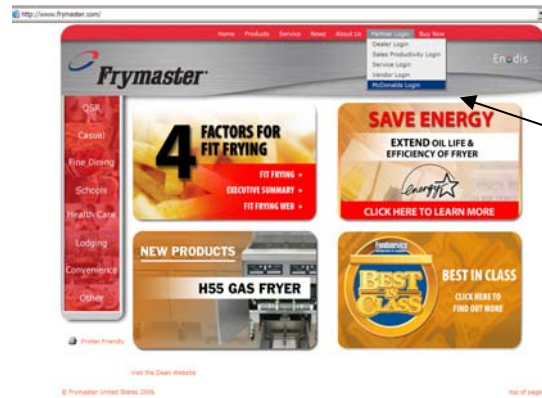 http://www.frymaster.com/
Home Products Service News About Us Partner Login Buy Now
Dealer Login
Sales Productivity Login
Service Login
Vendor Login
McDonalds Login
Enodis
Frymaster
QSR
Casual
Fine Dining
Schools
Health Care
Lodging
Convenience
Other
4 FACTORS FOR
FIT FRYING
FIT FRYING
EXECUTIVE SUMMARY
FIT FRYING WEB
SAVE ENERGY
EXTEND OIL LIFE &
EFFICIENCY OF FRYER
energy
CLICK HERE TO LEARN MORE
NEW PRODUCTS
H55 GAS FRYER
Foodservice
BEST IN CLASS
BEST IN CLASS
CLICK HERE TO
FIND OUT MORE
Printer Friendly
Visit the Dean Website
© Frymaster United States 2006.
top of page